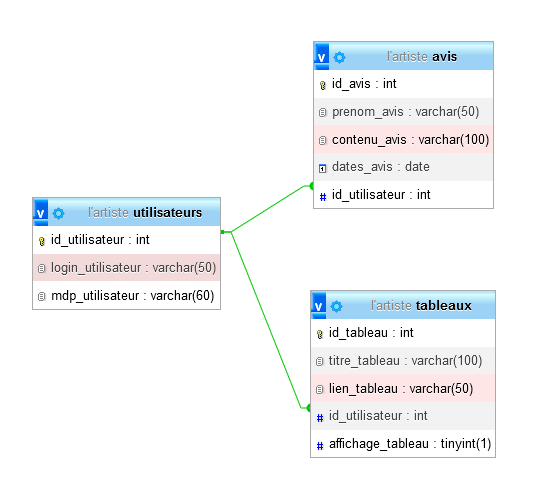 v l'artiste avis
id_avis : int
prenom_avis : varchar(50)
contenu_avis : varchar(100)
dates_avis : date
# id_utilisateur : int
v l'artiste utilisateurs
id_utilisateur : int
login_utilisateur : varchar(50)
mdp_utilisateur : varchar(60)
v l'artiste tableaux
id_tableau : int
titre_tableau : varchar(100)
lien_tableau : varchar(50)
# id_utilisateur : int
# affichage_tableau : tinyint(1)